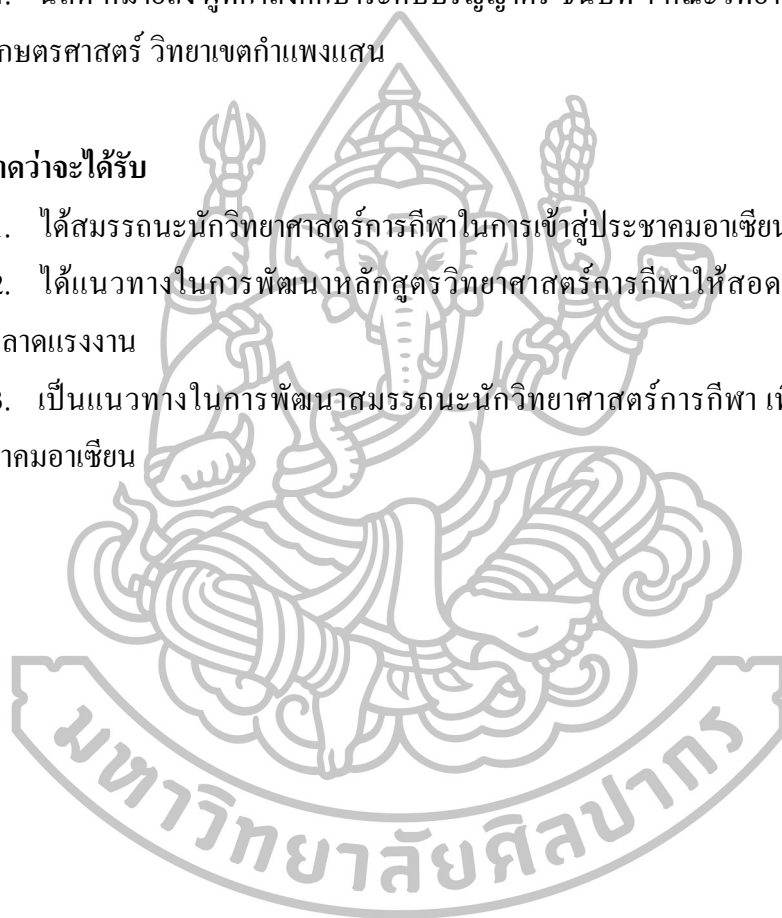 กษตรศาสตร์ วิทยาเขตกำแพงแสน
าดว่าจะได้รับ
. ได้สมรรถนะนักวิทยาศาสตร์การกีฬาในการเข้าสู่ประชาคมอาเซียน
2. ได้แนวทางในการพัฒนาหลักสูตรวิทยาศาสตร์การกีฬาให้สอด
ลาดแรงงาน
3. เป็นแนวทางในการพัฒนาสมรรถนะนักวิทยาศาสตร์การกีฬา
าคมอาเซียน
มหาวิทยาลัยศิลปากร